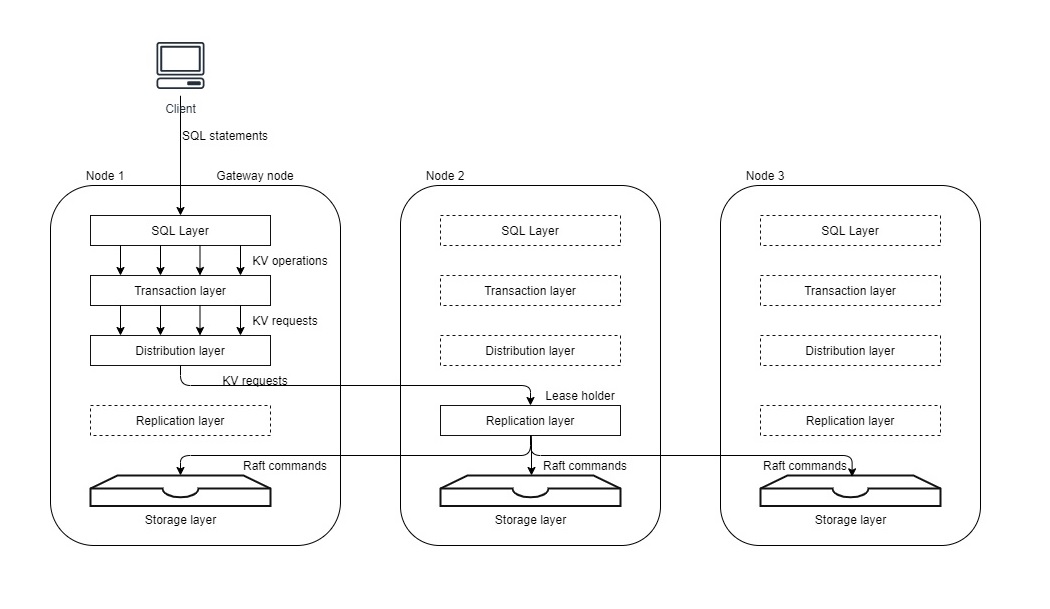 Client
SQL statements
Node 1
Gateway node
Node 2
Node 3
SQL Layer
SQL Layer
SQL Layer
KV operations
Transaction layer
Transaction layer
Transaction layer
KV requests
Distribution layer
Distribution layer
Distribution layer
KV requests
Lease holder
Replication layer
Replication layer
Replication layer
Raft commands
Raft commands
Raft commands
Storage layer
Storage layer
Storage layer